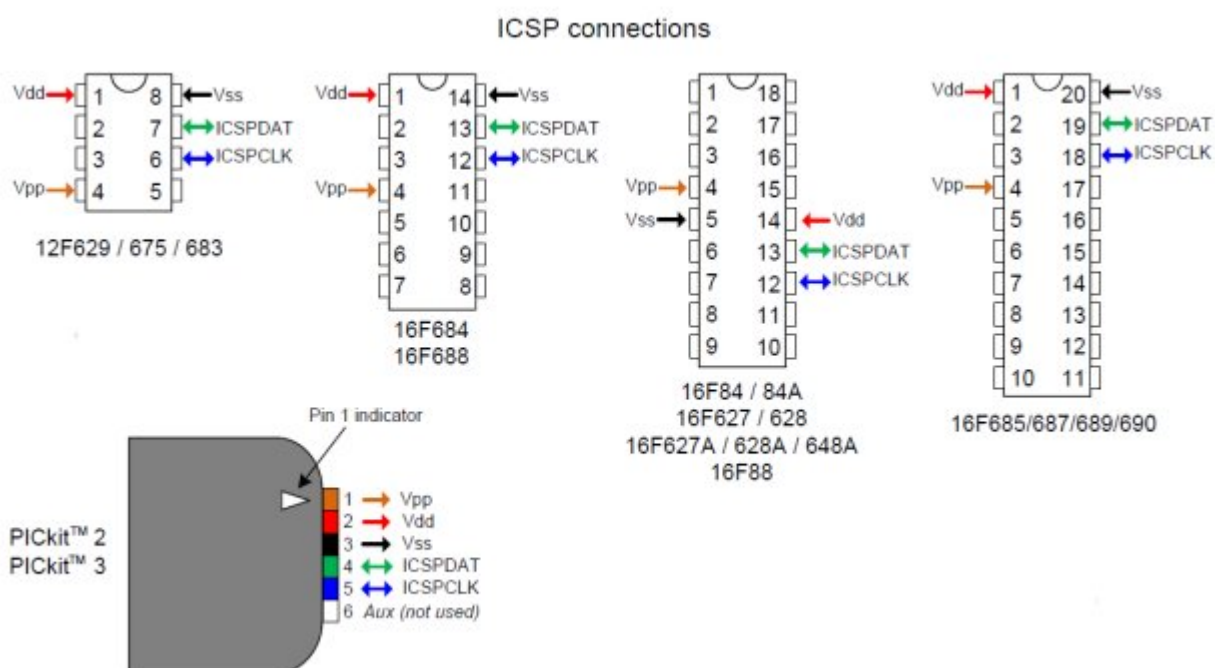 ICSP connections
Vdd 1 8 Vss
2 7 ICSPDAT
3 6 ICSPCLK
Vpp 4 5
12F629 / 675 / 683
Vdd 1 14 Vss
2 13 ICSPDAT
3 12 ICSPCLK
Vpp 4 11
5 10
6 9
7 8
16F684
16F688
1 18
2 17
3 16
Vpp 4 15
Vss 5 14 Vdd
6 13 ICSPDAT
7 12 ICSPCLK
8 11
9 10
16F84 / 84A
16F627 / 628
16F627A / 628A / 648A
16F88
Vdd 1 20 Vss
2 19 ICSPDAT
3 18 ICSPCLK
Vpp 4 17
5 16
6 15
7 14
8 13
9 12
10 11
16F685/687/689/690
Pin 1 indicator
PICkit™ 2
PICkit™ 3
1 Vpp
2 Vdd
3 Vss
4 ICSPDAT
5 ICSPCLK
6 Aux (not used)